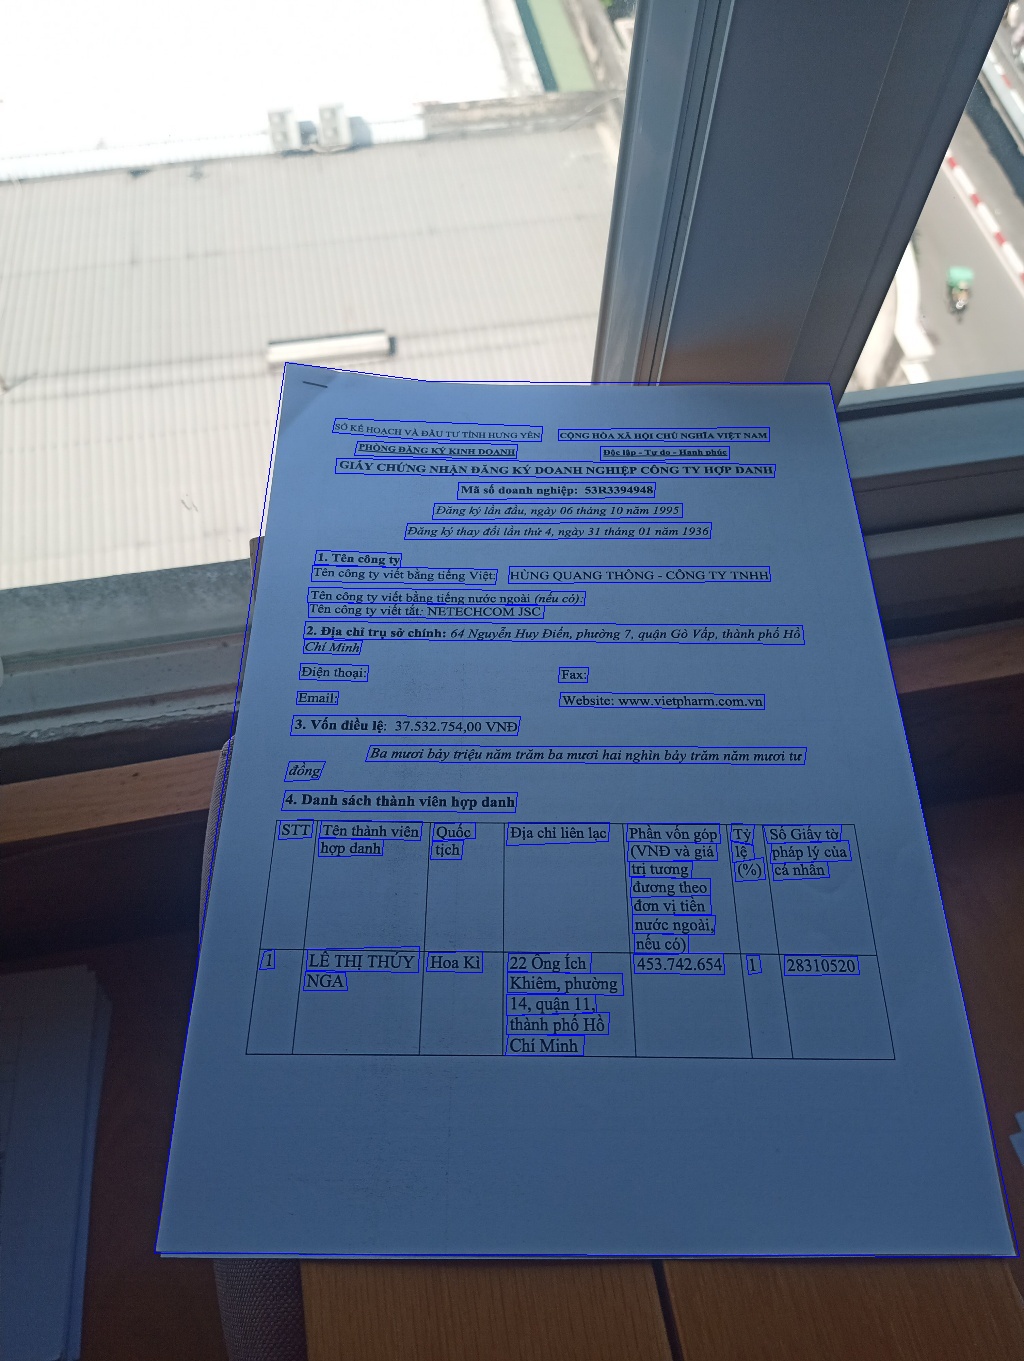 SỞ KẾ HOẠCH VÀ ĐẦU TƯ TỈNH HƯNG YÊN
CỘNG HÒA XÃ HỘI CHỦ NGHĨA VIỆT NAM
PHÒNG ĐĂNG KÝ KINH DOANH
Độc lập - Tự do - Hạnh phúc
GIẤY CHỨNG NHẬN ĐĂNG KÝ DOANH NGHIỆP CÔNG TY HỢP DANH
Mã số doanh nghiệp: 53R3394948
Đăng ký lần đầu, ngày 06 tháng 10 năm 1995
Đăng ký thay đổi lần thứ 4, ngày 31 tháng 01 năm 1936
1. Tên công ty
Tên công ty viết bằng tiếng Việt: HÙNG QUANG THÔNG - CÔNG TY TNHH
Tên công ty viết bằng tiếng nước ngoài (nếu có):
Tên công ty viết tắt: NETECHCOM JSC
2. Địa chỉ trụ sở chính: 64 Nguyễn Huy Điển, phường 7, quận Gò Vấp, thành phố Hồ
Chí Minh
Điện thoại:
Fax:
Email:
Website: www.vietpharm.com.vn
3. Vốn điều lệ: 37.532.754,00 VNĐ
Ba mươi bảy triệu năm trăm ba mươi hai nghìn bảy trăm năm mươi tư
đồng
4. Danh sách thành viên hợp danh
STT
Tên thành viên
hợp danh
Quốc
tịch
Địa chỉ liên lạc
Phần vốn góp
(VNĐ và giá
trị tương
đương theo
đơn vị tiền
nước ngoài,
nếu có)
Tỷ
lệ
(%)
Số Giấy tờ
pháp lý của
cá nhân
1
LÊ THỊ THÚY
NGA
Hoa Kì
22 Ông Ích
Khiêm, phường
14, quận 11,
thành phố Hồ
Chí Minh
453.742.654
1
28310520